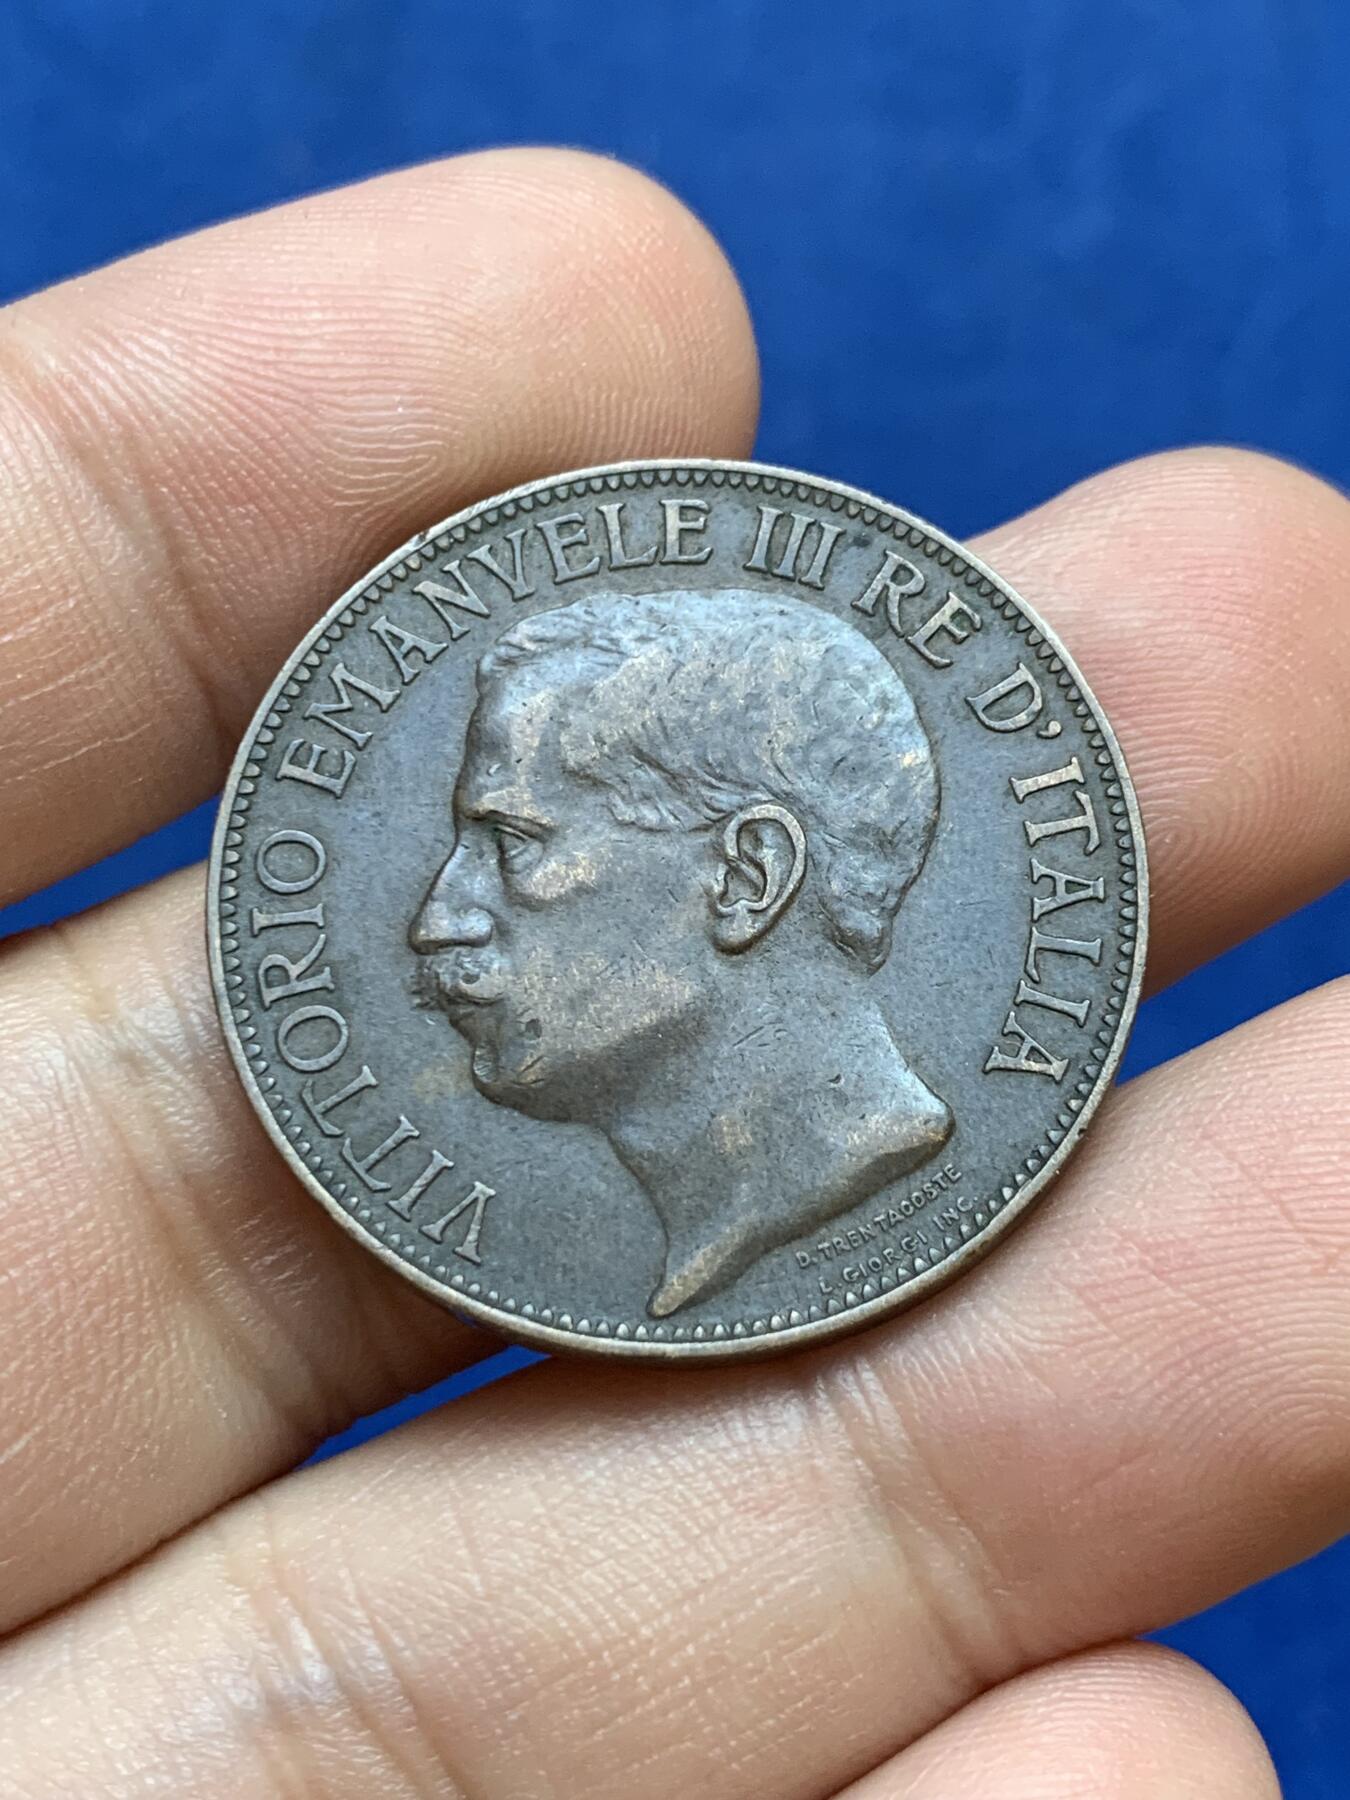 VITTORIO EMANVELE III RE D'ITALIA
D. TRENTACOSTE
L. GIORGI INC.